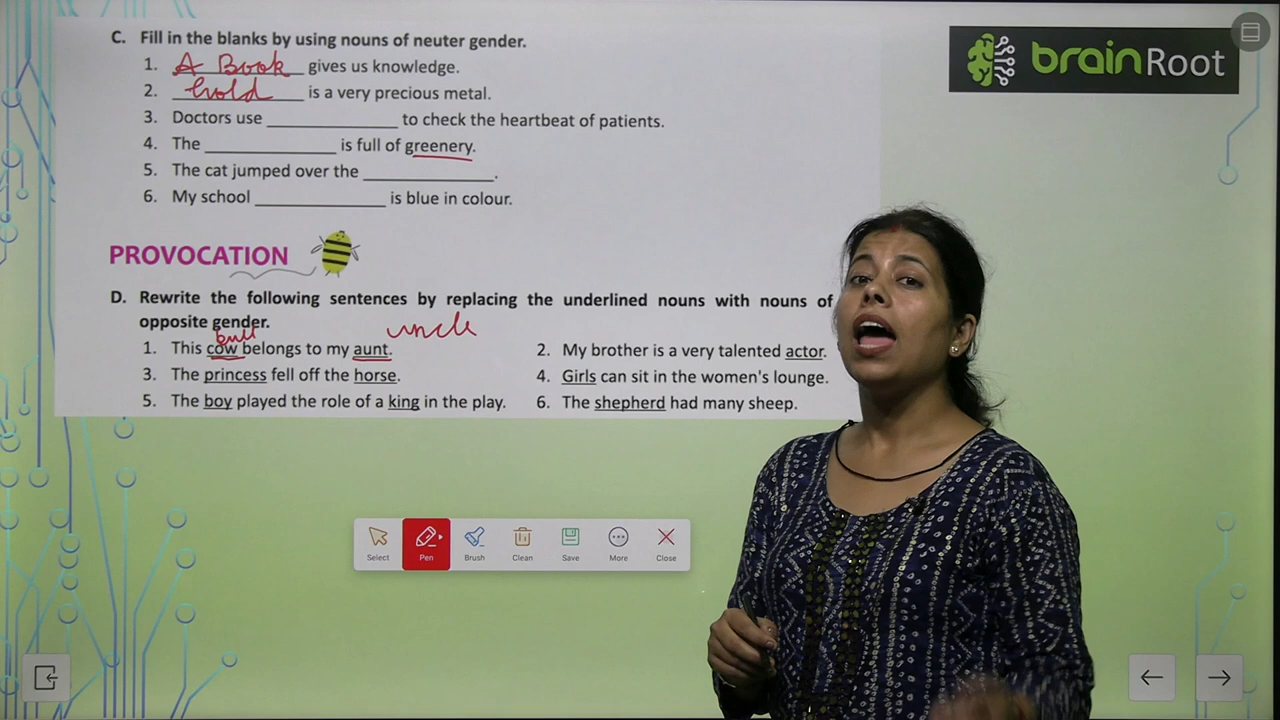 C. Fill in the blanks by using nouns of neuter gender.
1. A Book gives us knowledge.
2. Gold is a very precious metal.
3. Doctors use ______________ to check the heartbeat of patients.
4. The ______________ is full of greenery.
5. The cat jumped over the ______________.
6. My school ______________ is blue in colour.
PROVOCATION
D. Rewrite the following sentences by replacing the underlined nouns with nouns of
opposite gender.
bull uncle
1. This cow belongs to my aunt.
2. My brother is a very talented actor.
3. The princess fell off the horse.
4. Girls can sit in the women's lounge.
5. The boy played the role of a king in the play.
6. The shepherd had many sheep.
brainRoot
Select Pen Brush Clean Save More Close